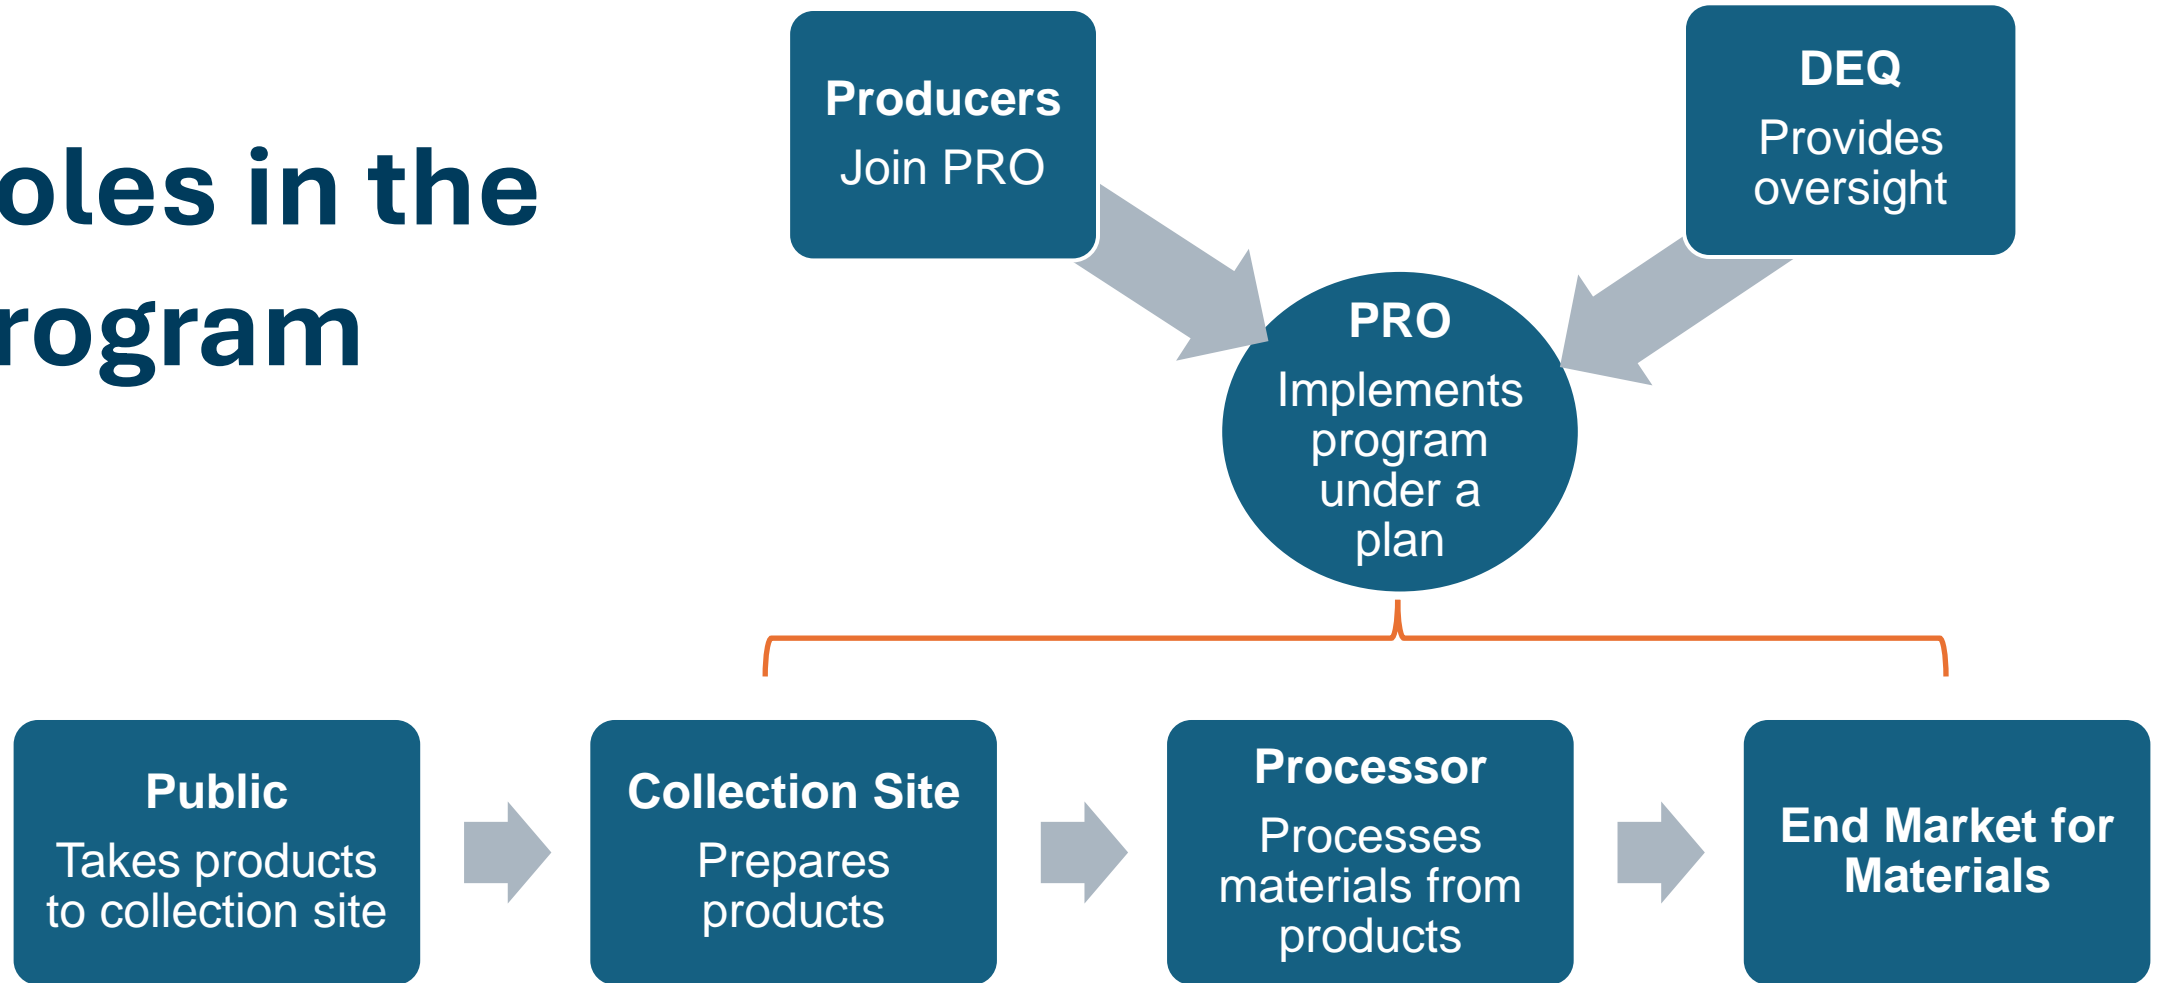 oles in the
rogram
Producers
Join PRO
DEQ
Provides
oversight
PRO
Implements
program
under a
plan
Public
Takes products
to collection site
Collection Site
Prepares
products
Processor
Processes
materials from
products
End Market for
Materials